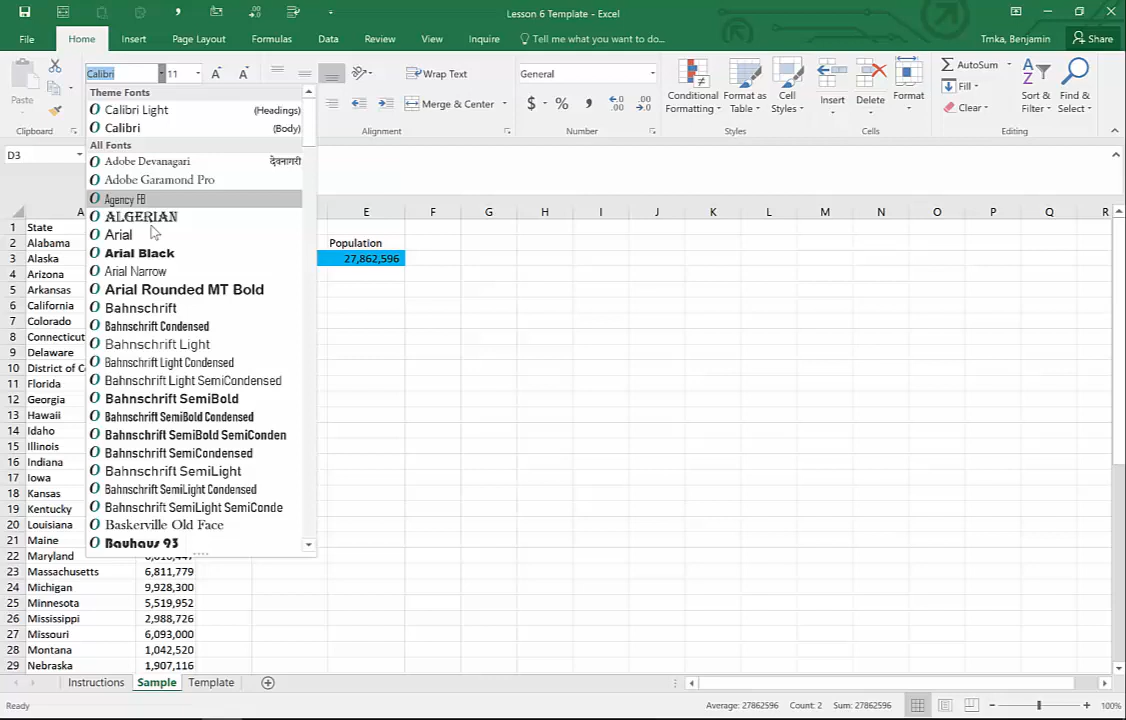 Lesson 6 Template - Excel
Trnka, Benjamin
Share
File Home Insert Page Layout Formulas Data Review View Inquire Tell me what you want to do...
Calibri 11
Wrap Text
General
AutoSum
Fill
Clear
Paste
Merge & Center
$ % ,
Conditional Formatting
Format as Table
Cell Styles
Insert
Delete
Format
Sort & Filter
Find & Select
Clipboard
Alignment
Number
Styles
Cells
Editing
D3
Theme Fonts
Calibri Light (Headings)
Calibri (Body)
All Fonts
Adobe Devanagari देवनागरी
Adobe Garamond Pro
Agency FB
ALGERIAN
Arial
Arial Black
Arial Narrow
Arial Rounded MT Bold
Bahnschrift
Bahnschrift Condensed
Bahnschrift Light
Bahnschrift Light Condensed
Bahnschrift Light SemiCondensed
Bahnschrift SemiBold
Bahnschrift SemiBold Condensed
Bahnschrift SemiBold SemiConden
Bahnschrift SemiCondensed
Bahnschrift SemiLight
Bahnschrift SemiLight Condensed
Bahnschrift SemiLight SemiConde
Baskerville Old Face
Bauhaus 93
A E F G H I J K L M N O P Q R
1 State
2 Alabama Population
3 Alaska 27,862,596
4 Arizona
5 Arkansas
6 California
7 Colorado
8 Connecticut
9 Delaware
10 District of C
11 Florida
12 Georgia
13 Hawaii
14 Idaho
15 Illinois
16 Indiana
17 Iowa
18 Kansas
19 Kentucky
20 Louisiana
21 Maine
22 Maryland
23 Massachusetts 6,811,779
24 Michigan 9,928,300
25 Minnesota 5,519,952
26 Mississippi 2,988,726
27 Missouri 6,093,000
28 Montana 1,042,520
29 Nebraska 1,907,116
Instructions Sample Template
Ready
Average: 27862596 Count: 2 Sum: 27862596
100%